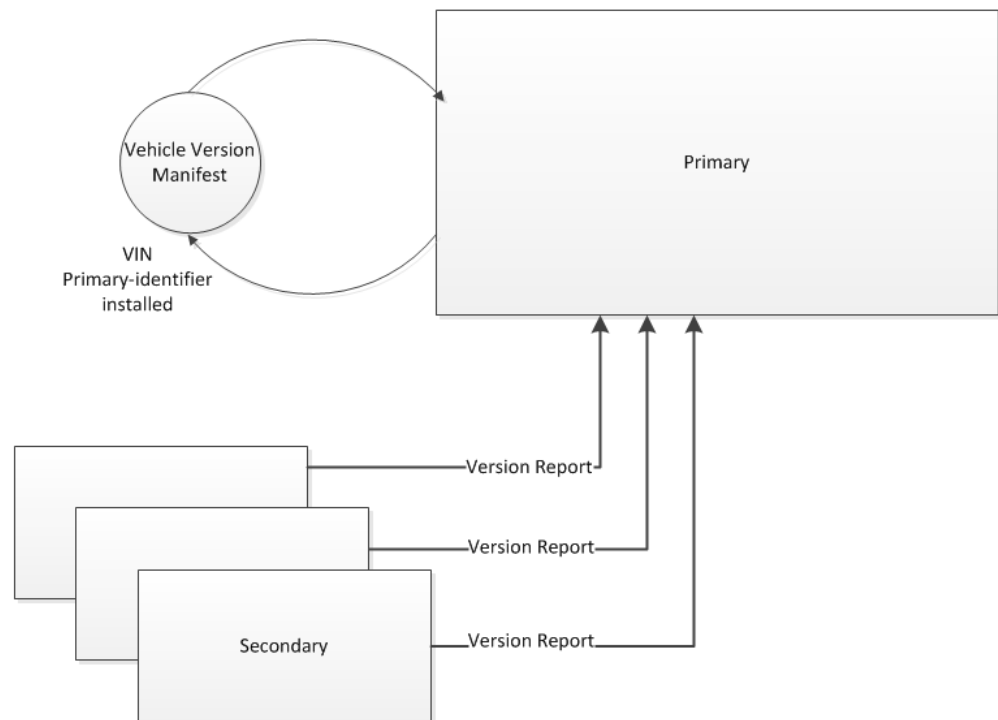 Vehicle Version
Manifest
Primary
VIN
Primary-identifier
installed
Version Report
Version Report
Version Report
Secondary